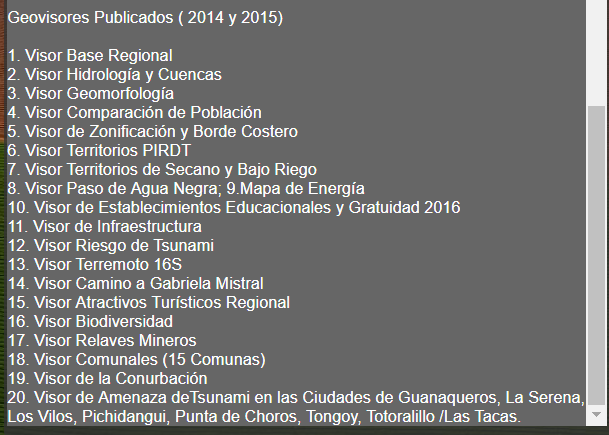 Geovisores Publicados ( 2014 y 2015)
1. Visor Base Regional
2. Visor Hidrología y Cuencas
3. Visor Geomorfología
4. Visor Comparación de Población
5. Visor de Zonificación y Borde Costero
6. Visor Territorios PIRDT
7. Visor Territorios de Secano y Bajo Riego
8. Visor Paso de Agua Negra; 9.Mapa de Energía
10. Visor de Establecimientos Educacionales y Gratuidad 2016
11. Visor de Infraestructura
12. Visor Riesgo de Tsunami
13. Visor Terremoto 16S
14. Visor Camino a Gabriela Mistral
15. Visor Atractivos Turísticos Regional
16. Visor Biodiversidad
17. Visor Relaves Mineros
18. Visor Comunales (15 Comunas)
19. Visor de la Conurbación
20. Visor de Amenaza deTsunami en las Ciudades de Guanaqueros, La Serena,
Los Vilos, Pichidangui, Punta de Choros, Tongoy, Totoralillo /Las Tacas.